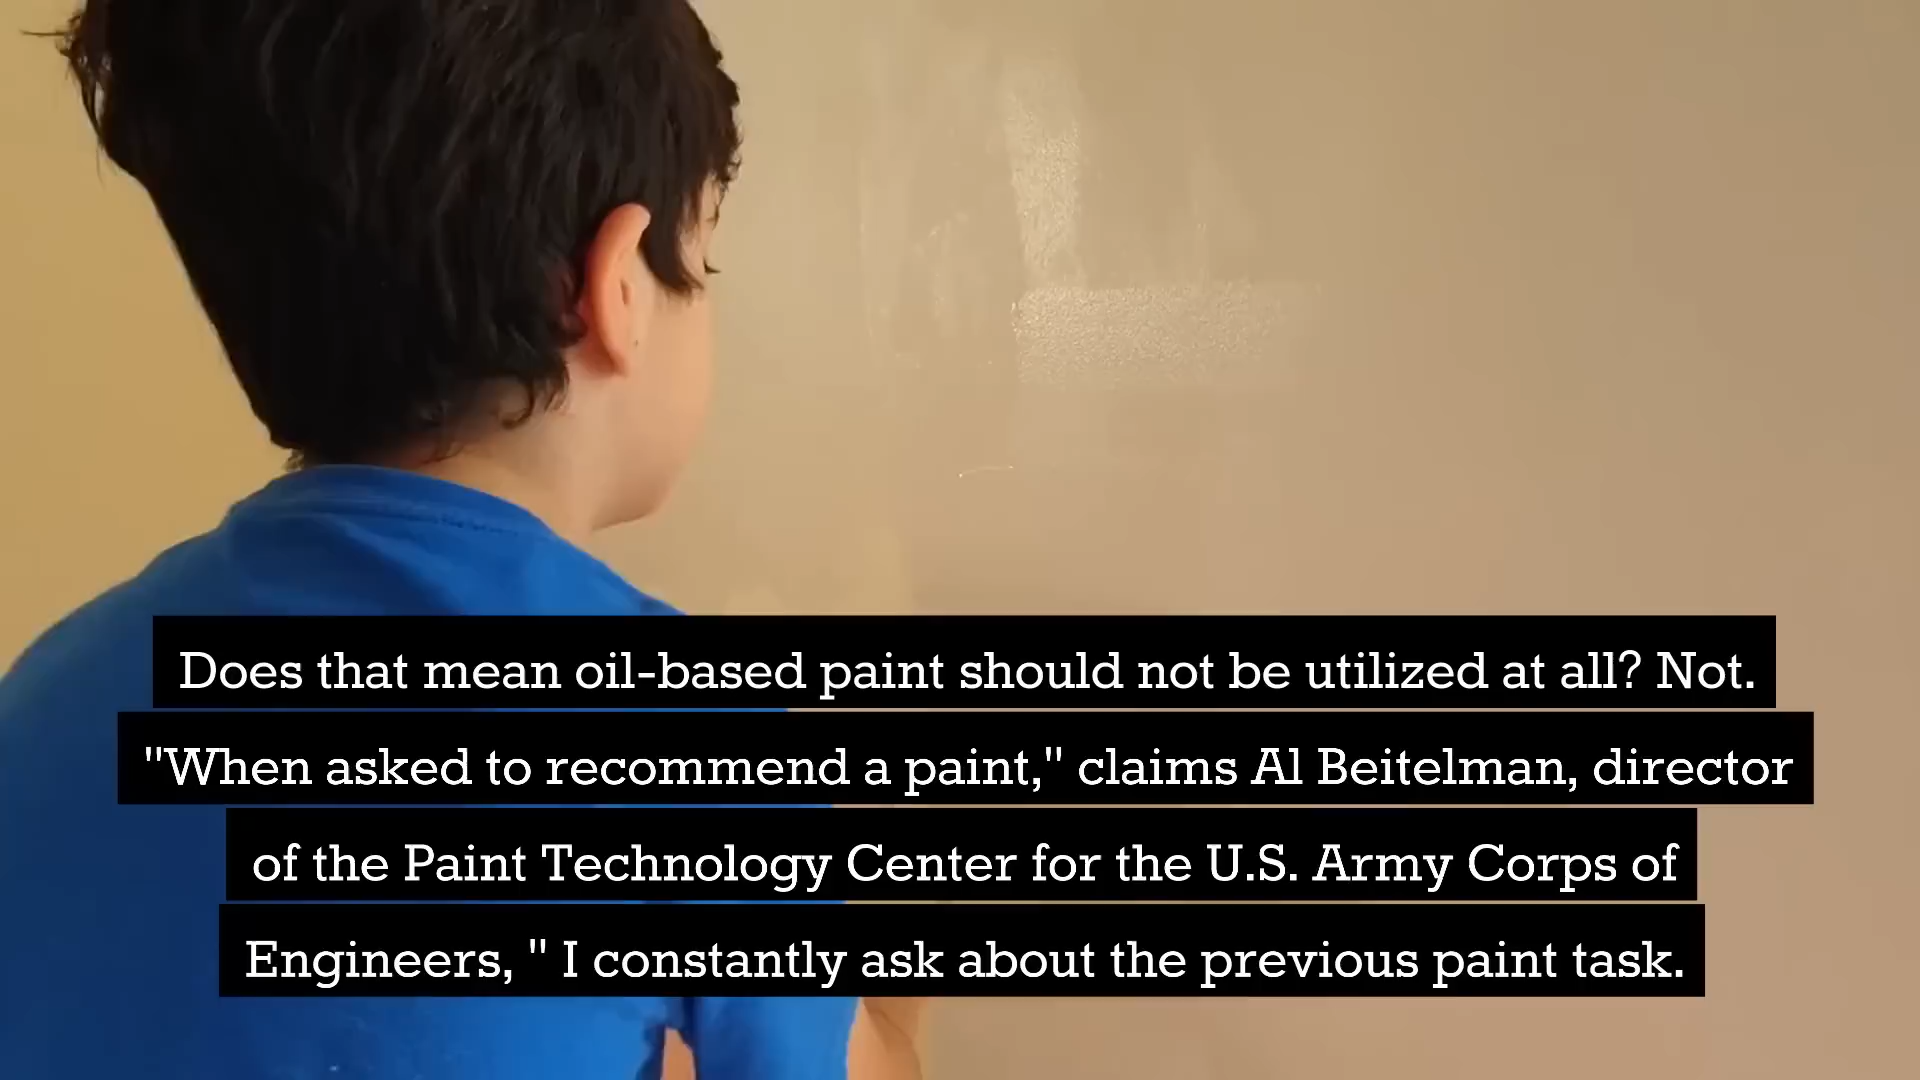 Does that mean oil-based paint should not be utilized at all? Not.
"When asked to recommend a paint," claims Al Beitelman, director
of the Paint Technology Center for the U.S. Army Corps of
Engineers, " I constantly ask about the previous paint task.